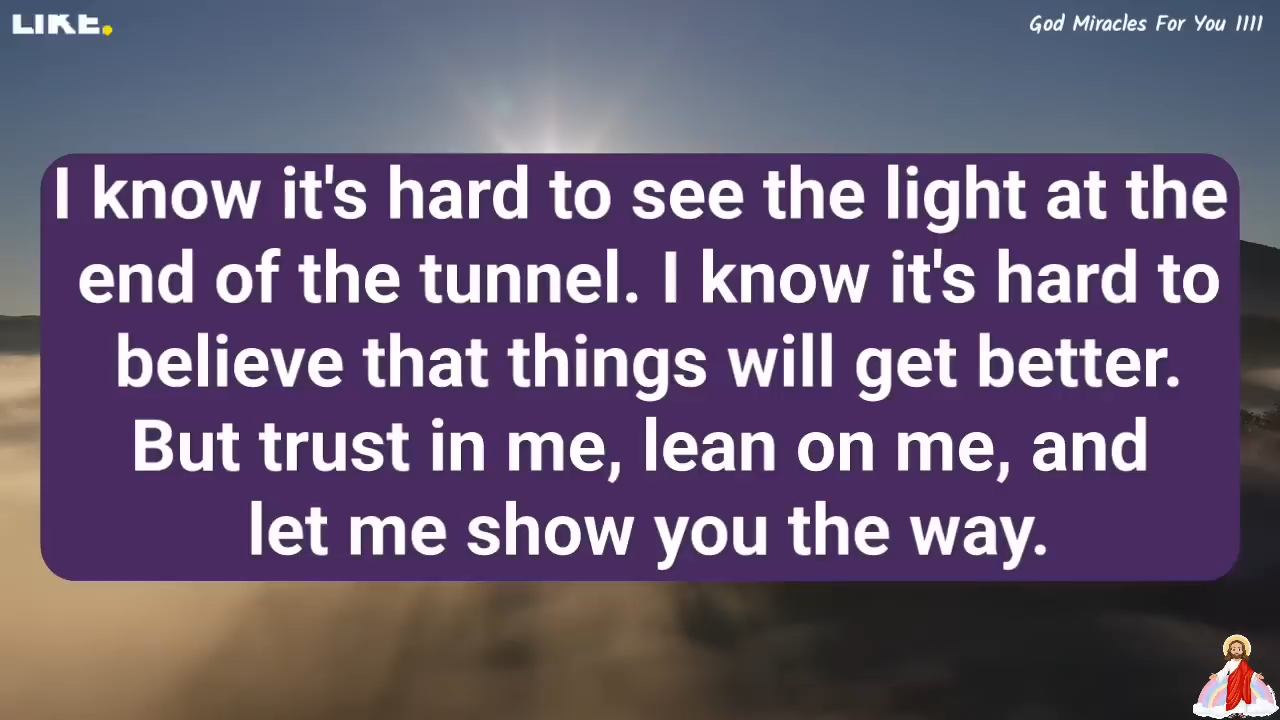 LIKE.
God Miracles For You 1111
I know it's hard to see the light at the
end of the tunnel. I know it's hard to
believe that things will get better.
But trust in me, lean on me, and
let me show you the way.